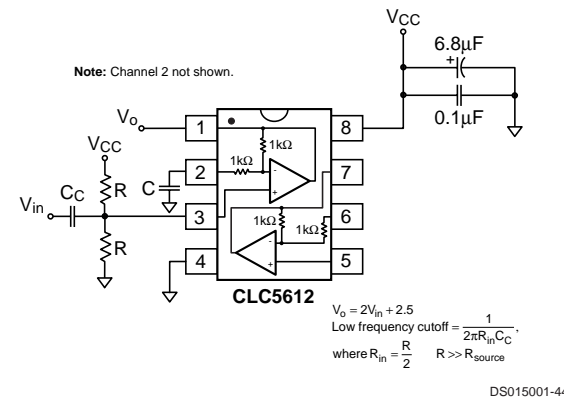 VCC
6.8μF
+
Note: Channel 2 not shown.
0.1μF
Vo
1
8
VCC
1kΩ
1kΩ
2
7
-
+
C
R
CC
Vin
3
6
1kΩ
1kΩ
R
-
+
4
5
CLC5612
Vo = 2Vin + 2.5
Low frequency cutoff = 1/(2πRinCC),
where Rin = R/2 R >> Rsource
DS015001-44